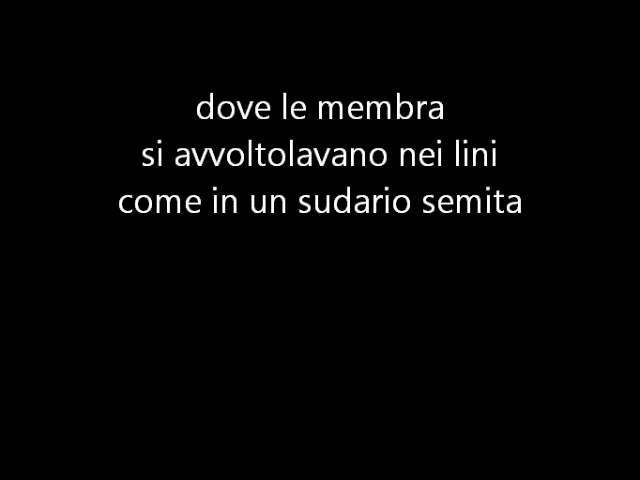 dove le membra
si avvoltolavano nei lini
come in un sudario semita